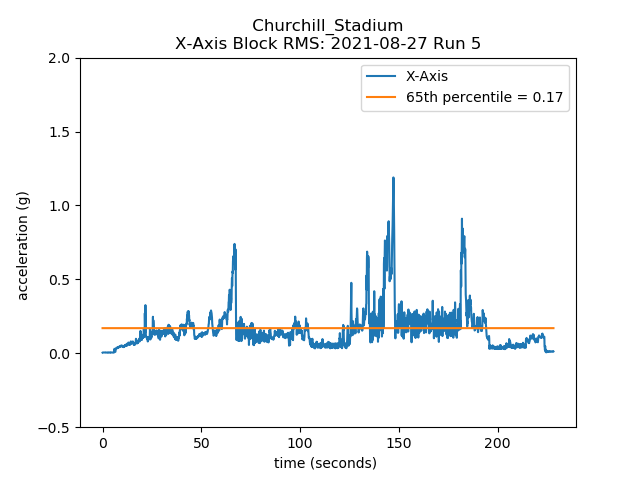 Churchill_Stadium
X-Axis Block RMS: 2021-08-27 Run 5
2.0
1.5
1.0
0.5
0.0
−0.5
acceleration (g)
X-Axis
65th percentile = 0.17
0
50
100
150
200
time (seconds)